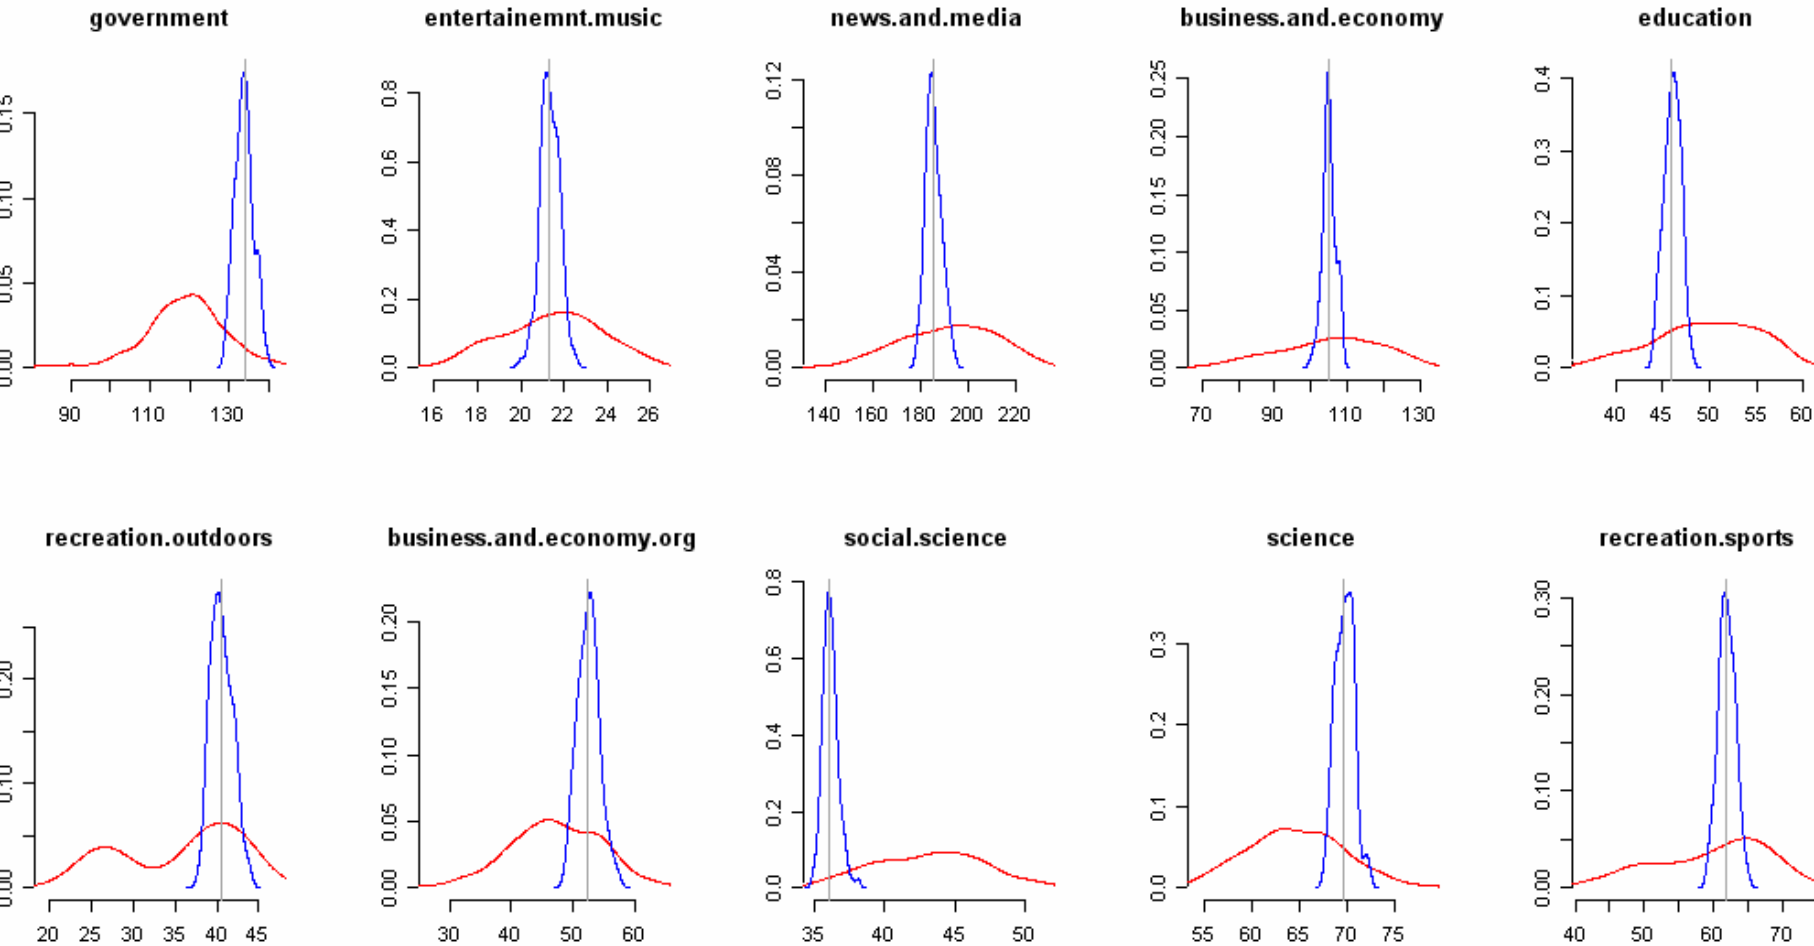 government entertainemnt.music news.and.media business.and.economy education
0.15 0.10 0.05 0.00
90 110 130
0.8 0.6 0.4 0.2 0.0
16 18 20 22 24 26
0.12 0.08 0.04 0.00
140 160 180 200 220
0.25 0.20 0.15 0.10 0.05 0.00
70 90 110 130
0.4 0.3 0.2 0.1 0.0
40 45 50 55 60
recreation.outdoors business.and.economy.org social.science science recreation.sports
0.20 0.10 0.00
20 25 30 35 40 45
0.20 0.15 0.10 0.05 0.00
30 40 50 60
0.8 0.6 0.4 0.2 0.0
35 40 45 50
0.3 0.2 0.1 0.0
55 60 65 70 75
0.30 0.20 0.10 0.00
40 50 60 70